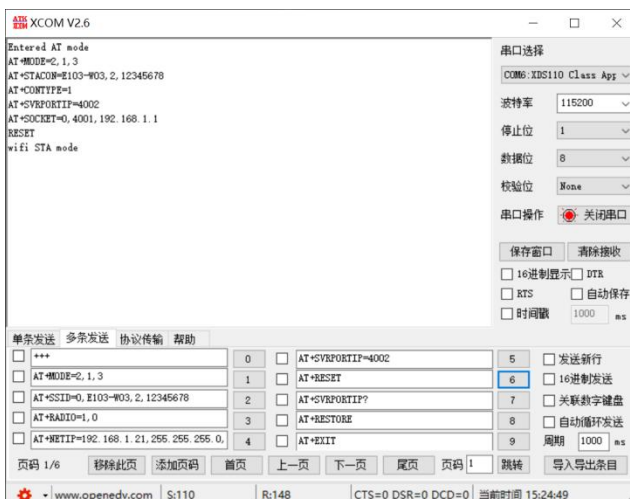 ATK
XCOM XCOM V2.6
Entered AT mode
AT+MODE=2,1,3
AT+STACON=E103-W03,2,12345678
AT+CONTYPE=1
AT+SVRPORTIP=4002
AT+SOCKET=0,4001,192.168.1.1
RESET
wifi STA mode
串口选择
COM6:XDS110 Class App
波特率 115200
停止位 1
数据位 8
校验位 None
串口操作 关闭串口
保存窗口 清除接收
16进制显示 DTR
RTS 自动保存
时间戳 1000 ms
单条发送 多条发送 协议传输 帮助
+++ 0 AT+SVRPORTIP=4002 5 发送新行
AT+MODE=2,1,3 1 AT+RESET 6 16进制发送
AT+SSID=0,E103-W03,2,12345678 2 AT+SVRPORTIP? 7 关联数字键盘
AT+RADIO=1,0 3 AT+RESTORE 8 自动循环发送
AT+NETIP=192.168.1.21,255.255.255.0, 4 AT+EXIT 9 周期 1000 ms
页码 1/6 移除此页 添加页码 首页 上一页 下一页 尾页 页码 1 跳转 导入导出条目
www.openedv.com S:110 R:148 CTS=0 DSR=0 DCD=0 当前时间 15:24:49